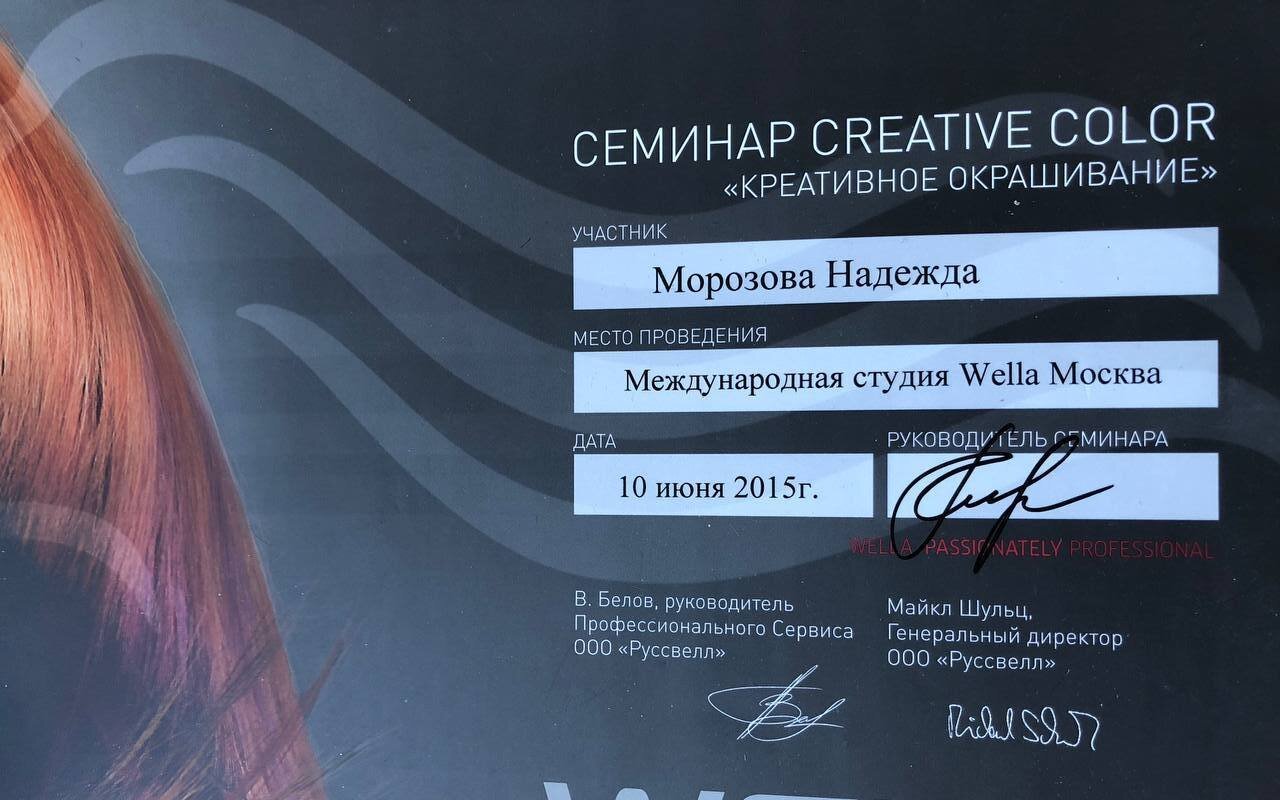 СЕМИНАР CREATIVE COLOR
«КРЕАТИВНОЕ ОКРАШИВАНИЕ»
УЧАСТНИК
Морозова Надежда
МЕСТО ПРОВЕДЕНИЯ
Международная студия Wella Москва
ДАТА
10 июня 2015г.
РУКОВОДИТЕЛЬ СЕМИНАРА
WELLA. PASSIONATELY PROFESSIONAL
В. Белов, руководитель
Профессионального Сервиса
ООО «Руссвелл»
Майкл Шульц,
Генеральный директор
ООО «Руссвелл»